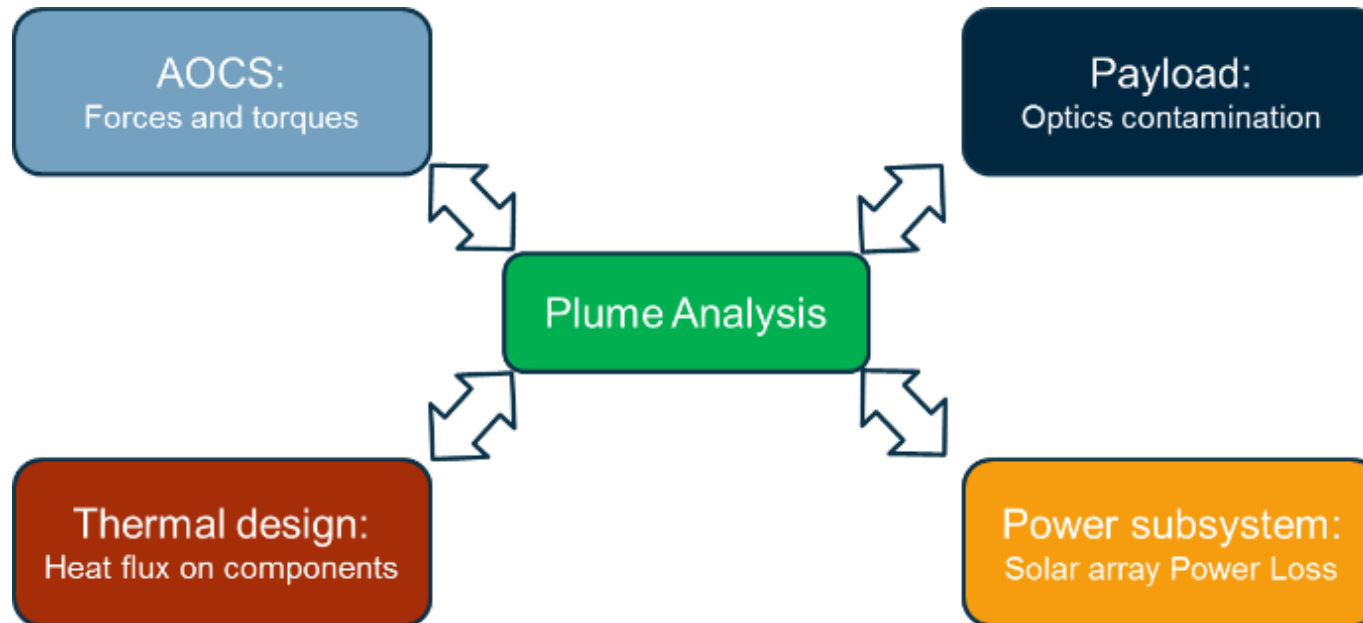 AOCS:
Forces and torques
Payload:
Optics contamination
Plume Analysis
Thermal design:
Heat flux on components
Power subsystem:
Solar array Power Loss